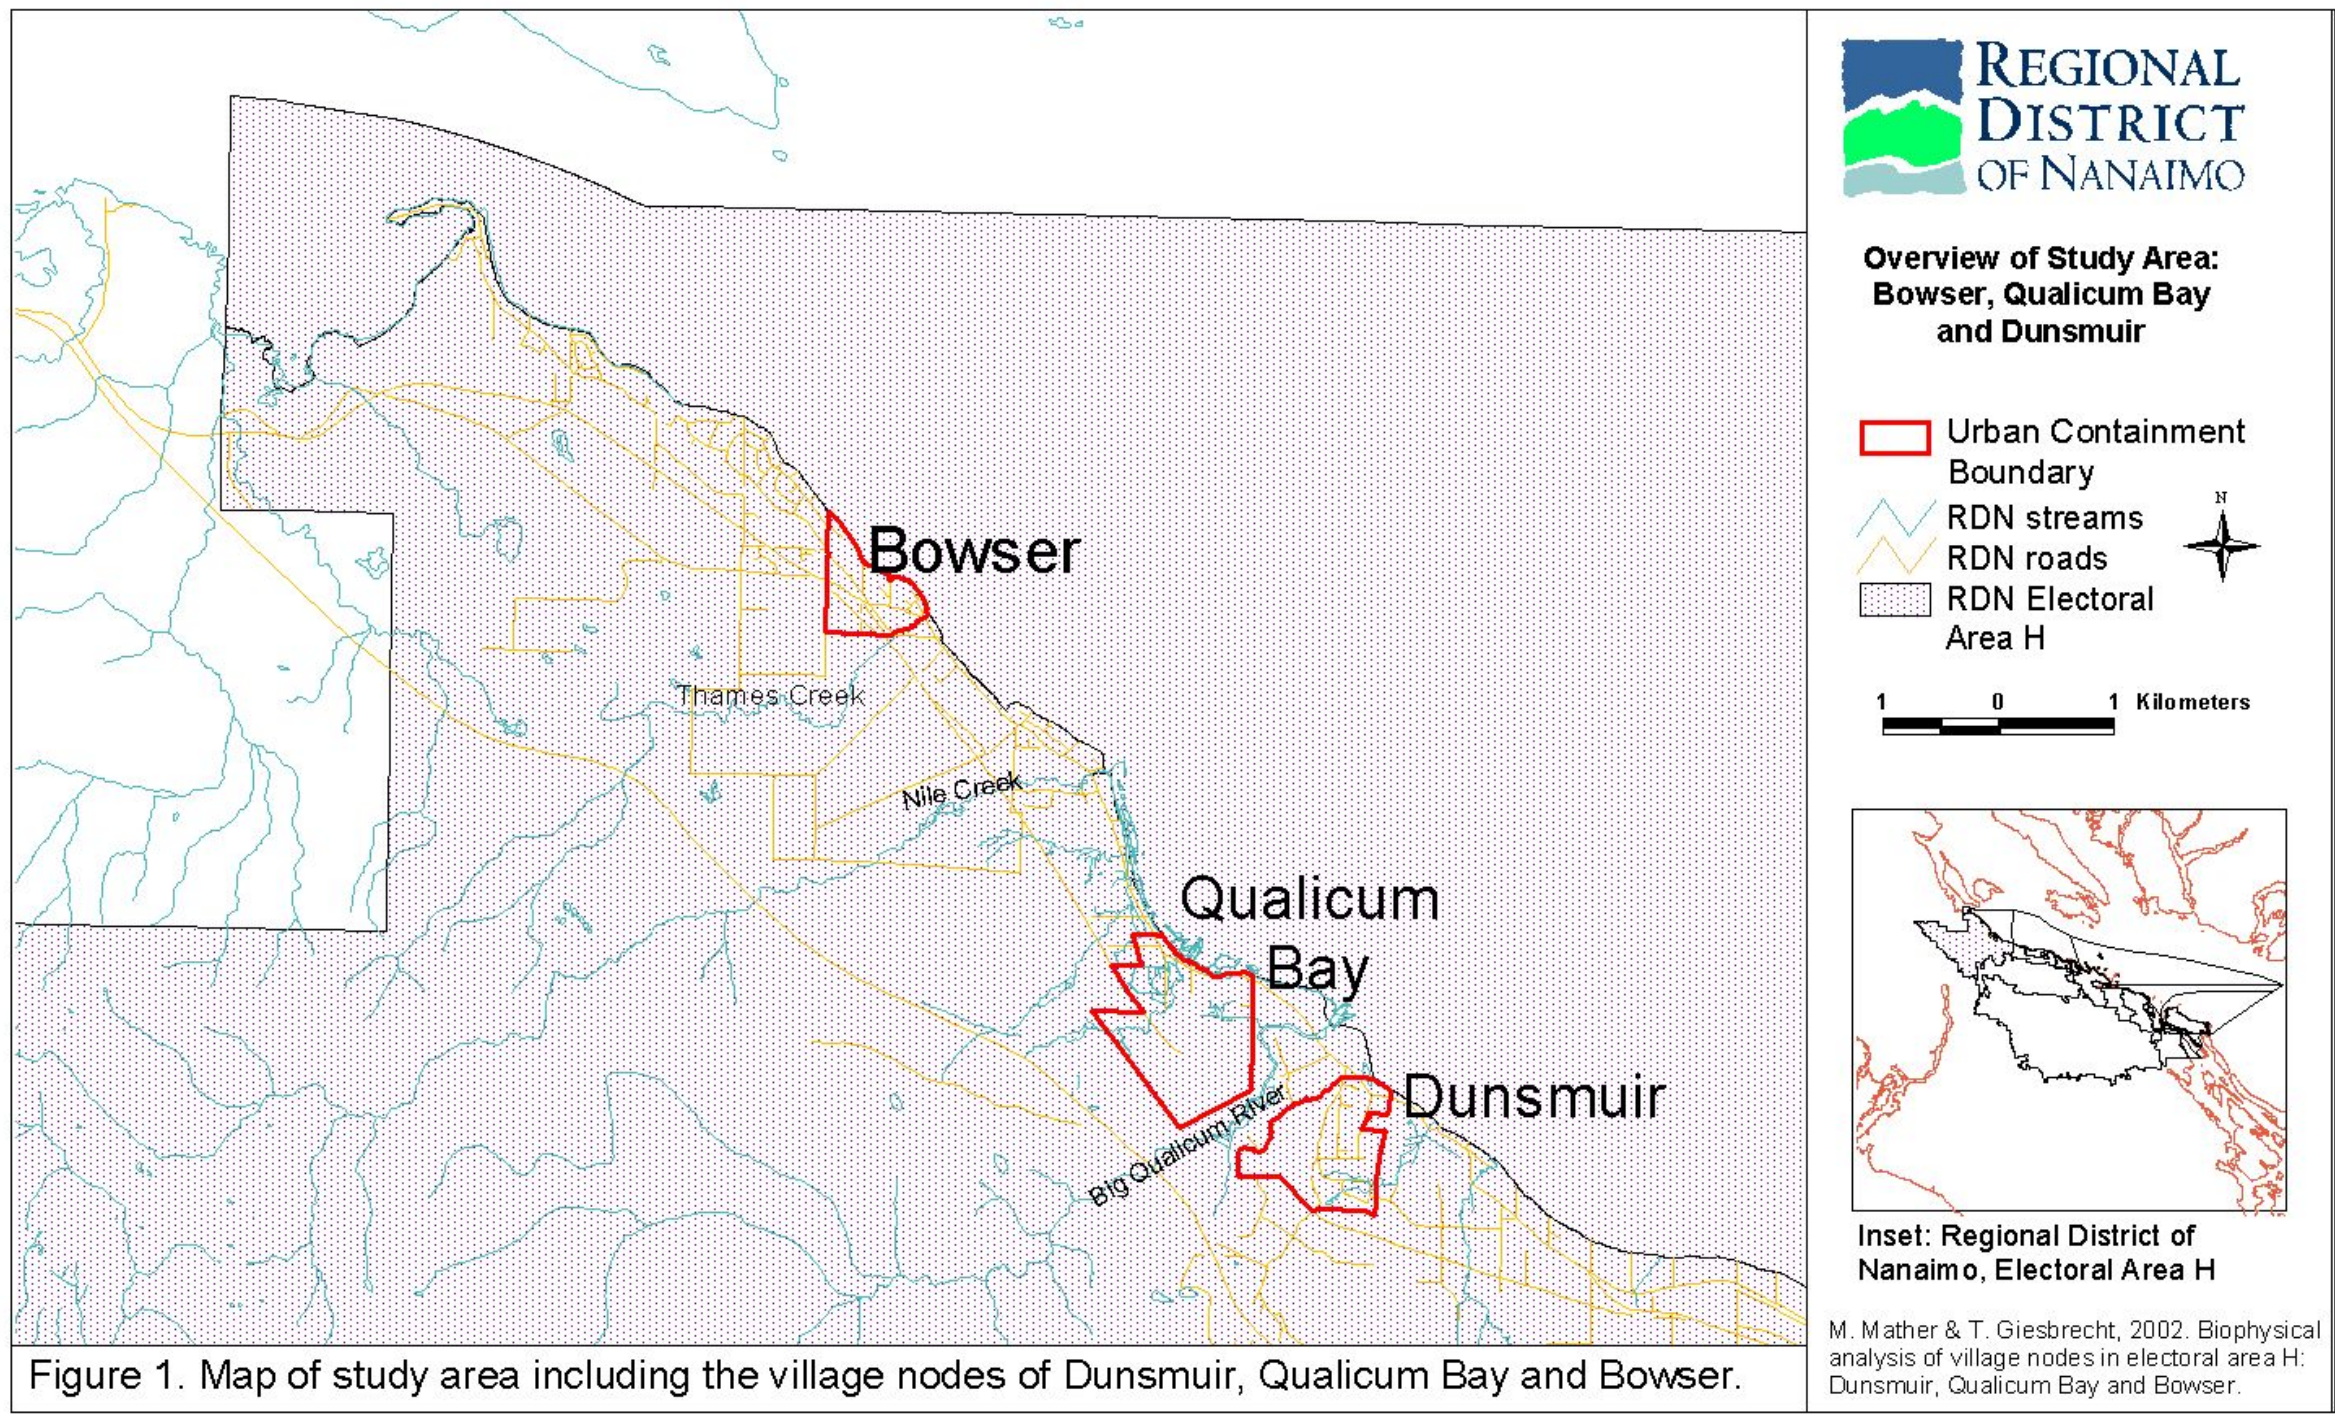 REGIONAL
DISTRICT
OF NANAIMO
Overview of Study Area:
Bowser, Qualicum Bay
and Dunsmuir
Urban Containment
Boundary
RDN streams
RDN roads
RDN Electoral
Area H
N
1 0 1 Kilometers
Bowser
Thames Creek
Nile Creek
Qualicum
Bay
Dunsmuir
Big Qualicum River
Inset: Regional District of
Nanaimo, Electoral Area H
M. Mather & T. Giesbrecht, 2002. Biophysical
analysis of village nodes in electoral area H:
Dunsmuir, Qualicum Bay and Bowser.
Figure 1. Map of study area including the village nodes of Dunsmuir, Qualicum Bay and Bowser.